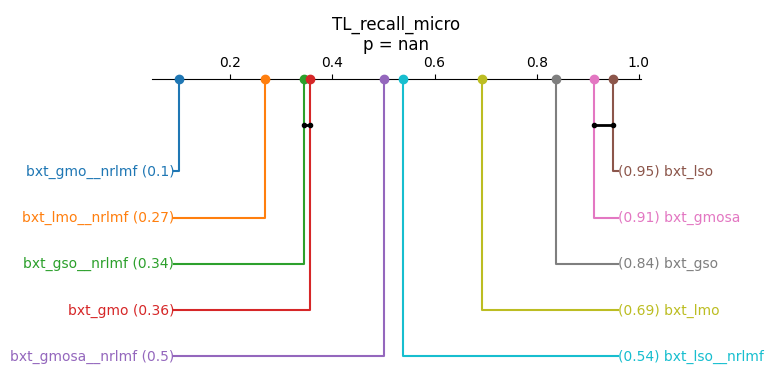 TL_recall_micro
p = nan
0.2 0.4 0.6 0.8 1.0
bxt_gmo__nrlmf (0.1) (0.95) bxt_lso
bxt_lmo__nrlmf (0.27) (0.91) bxt_gmosa
bxt_gso__nrlmf (0.34) (0.84) bxt_gso
bxt_gmo (0.36) (0.69) bxt_lmo
bxt_gmosa__nrlmf (0.5) (0.54) bxt_lso__nrlmf